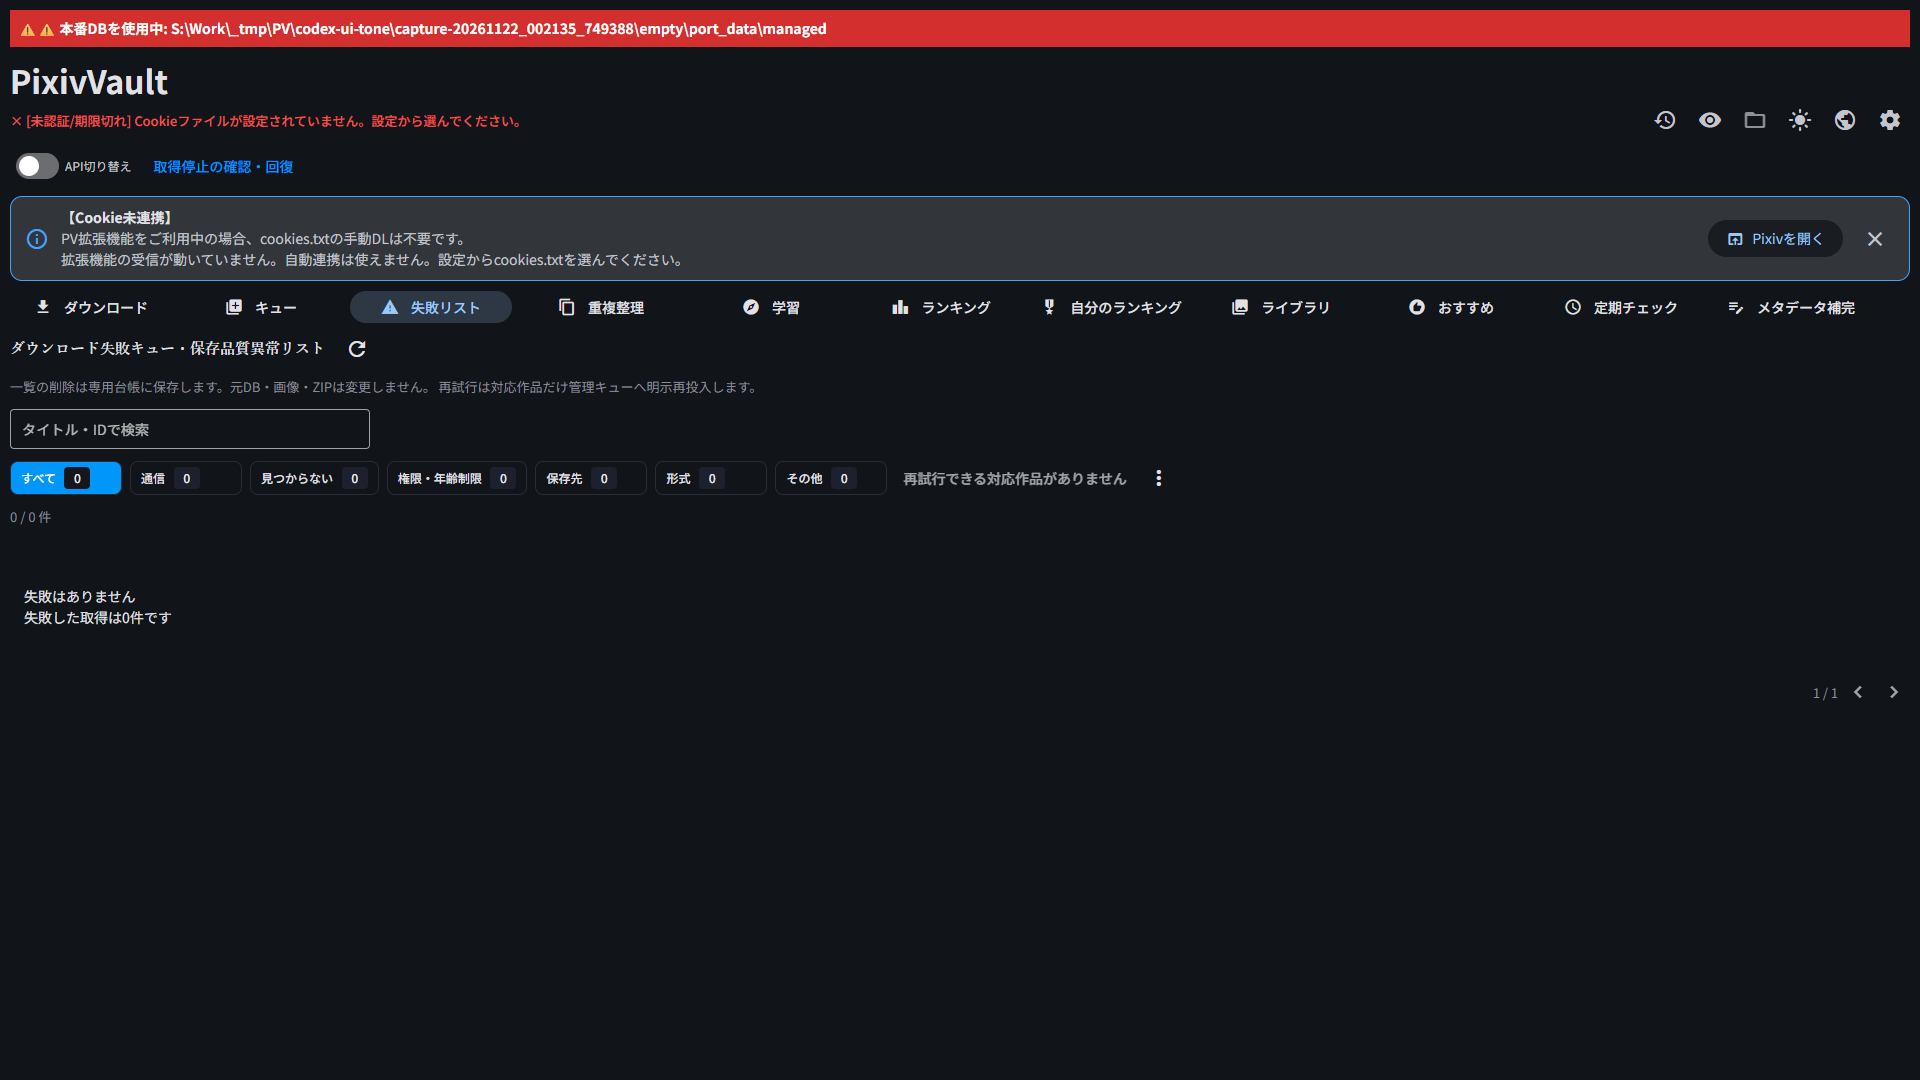 本番DBを使用中: S:\Work\_tmp\PV\codex-ui-tone\capture-20261122_002135_749388\empty\port_data\managed
PixivVault
× [未認証/期限切れ] Cookieファイルが設定されていません。設定から選んでください。
API切り替え 取得停止の確認・回復
【Cookie未連携】
PV拡張機能をご利用中の場合、cookies.txtの手動DLは不要です。
拡張機能の受信が動いていません。自動連携は使えません。設定からcookies.txtを選んでください。
Pixivを開く
ダウンロード キュー 失敗リスト 重複整理 学習 ランキング 自分のランキング ライブラリ おすすめ 定期チェック メタデータ補完
ダウンロード失敗キュー・保存品質異常リスト
一覧の削除は専用台帳に保存します。元DB・画像・ZIPは変更しません。 再試行は対応作品だけ管理キューへ明示再投入します。
タイトル・IDで検索
すべて 0 通信 0 見つからない 0 権限・年齢制限 0 保存先 0 形式 0 その他 0 再試行できる対応作品がありません
0 / 0 件
失敗はありません
失敗した取得は0件です
1 / 1